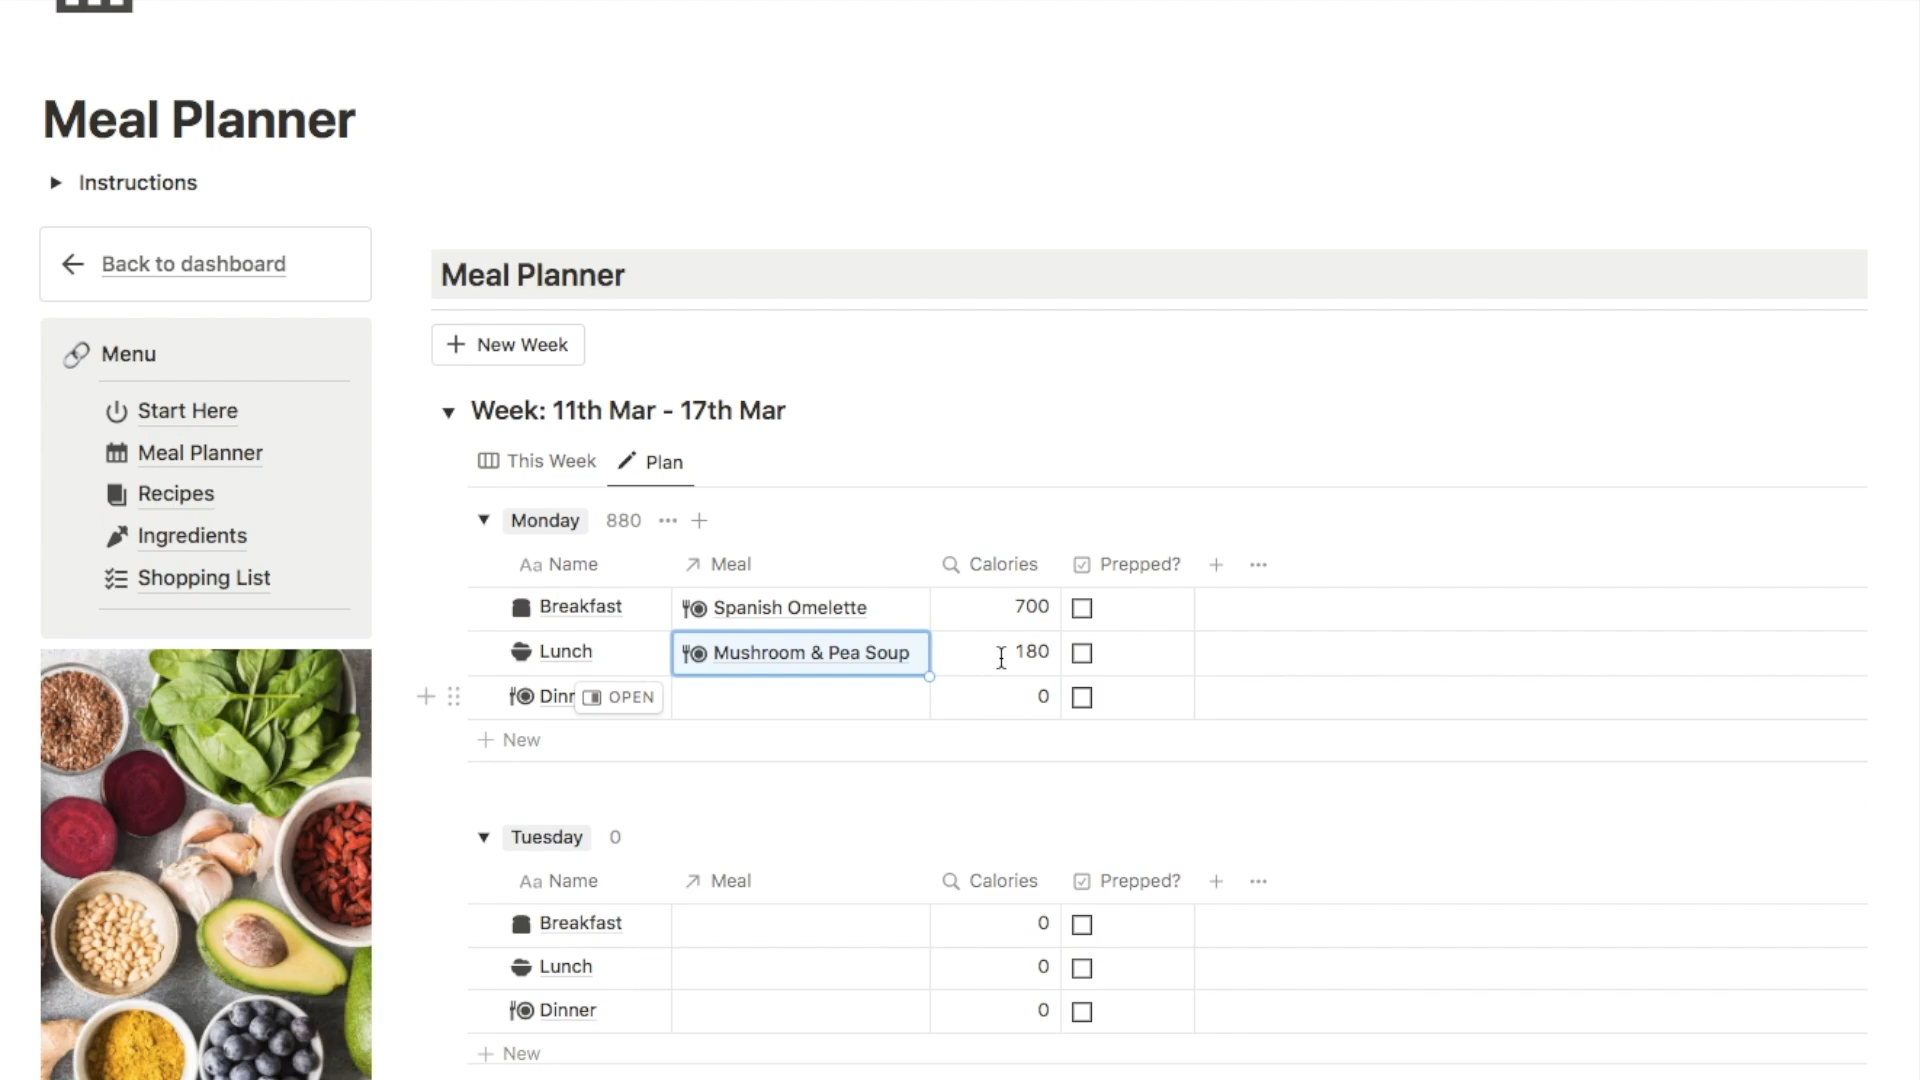 Meal Planner
Instructions
Back to dashboard
Menu
Start Here
Meal Planner
Recipes
Ingredients
Shopping List
Meal Planner
New Week
Week: 11th Mar - 17th Mar
This Week Plan
Monday 880
Aa Name Meal Calories Prepped?
Breakfast Spanish Omelette 700
Lunch Mushroom & Pea Soup 180
Dinr OPEN 0
New
Tuesday 0
Aa Name Meal Calories Prepped?
Breakfast 0
Lunch 0
Dinner 0
New